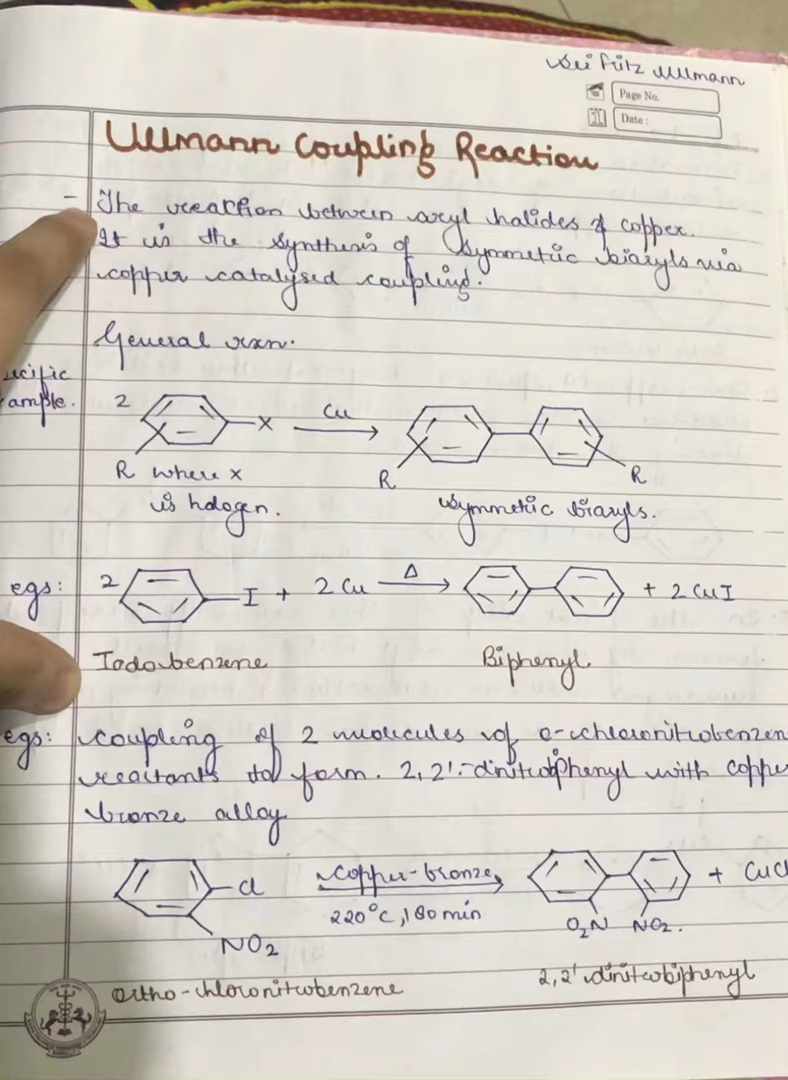 Sir Fritz Ullmann
Page No.
Date :
Ullmann Coupling Reaction
- The reaction between aryl halides & copper.
It is the synthesis of symmetric biaryls via
copper catalysed coupling.
General rxn.
ecific
ample.
2 X Cu
R where x R R
is halogen. symmetric biaryls.
egs: 2 I + 2 Cu Δ + 2 CuI
Iodobenzene Biphenyl.
egs: coupling of 2 molecules of o-chloronitrobenzen
reactants to form. 2,2'-dinitrobiphenyl with coppe
bronze alloy
Cl copper-bronze, + CuCl
220°C, 180 min
NO2 O2N NO2.
ortho-chloronitrobenzene 2,2' dinitrobiphenyl